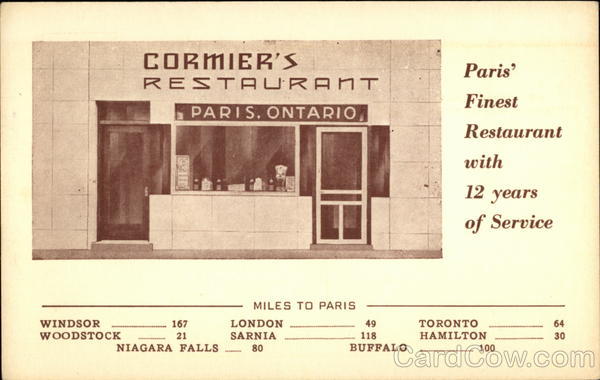 CORMIER'S
RESTAURANT
PARIS, ONTARIO
Paris'
Finest
Restaurant
with
12 years
of Service
MILES TO PARIS
WINDSOR 167 LONDON 49 TORONTO 64
WOODSTOCK 21 SARNIA 118 HAMILTON 30
NIAGARA FALLS 80 BUFFALO 100
CardCow.com